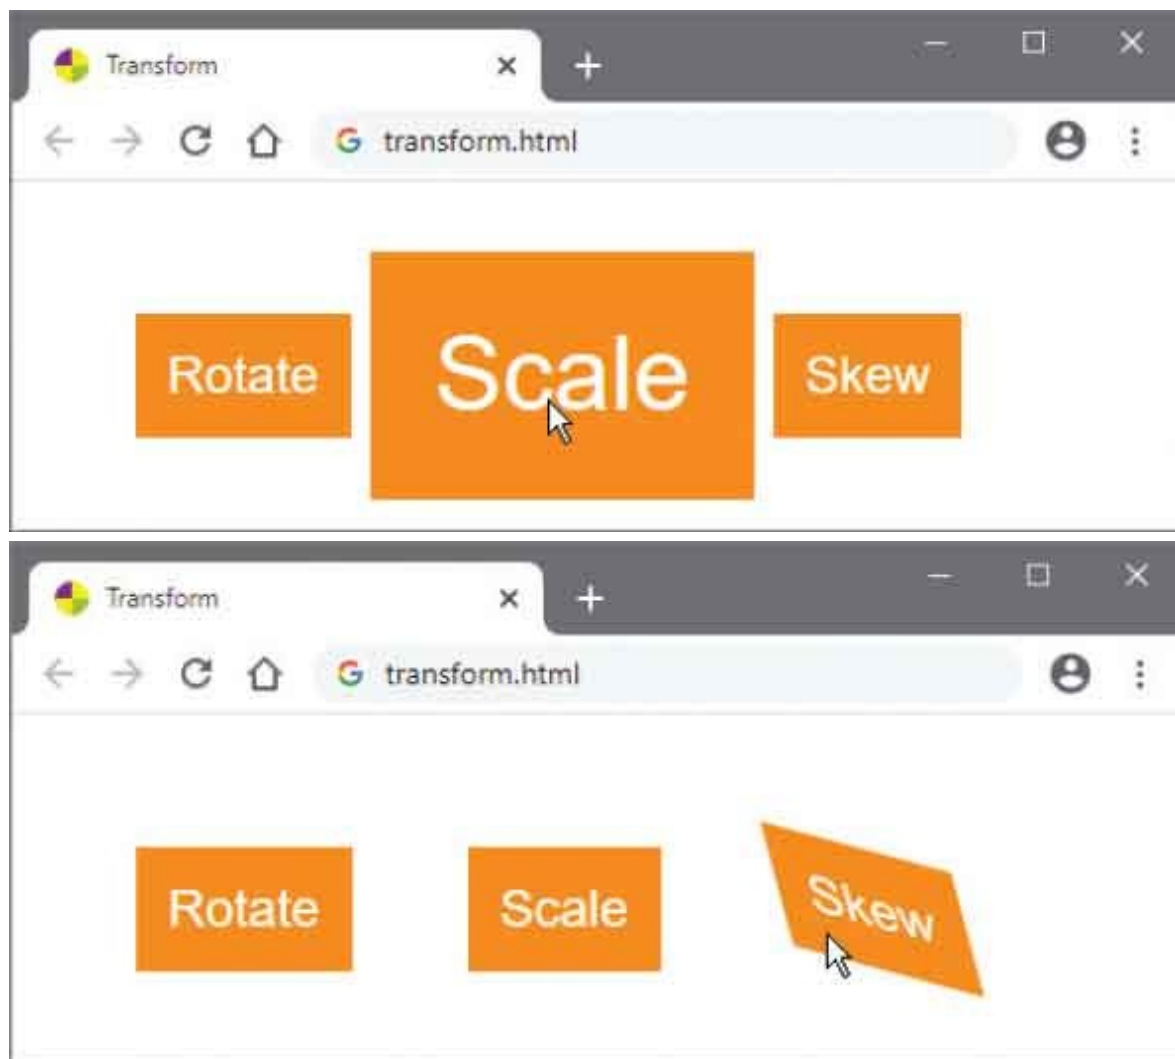 Transform
transform.html
Rotate
Scale
Skew
Transform
transform.html
Rotate
Scale
Skew